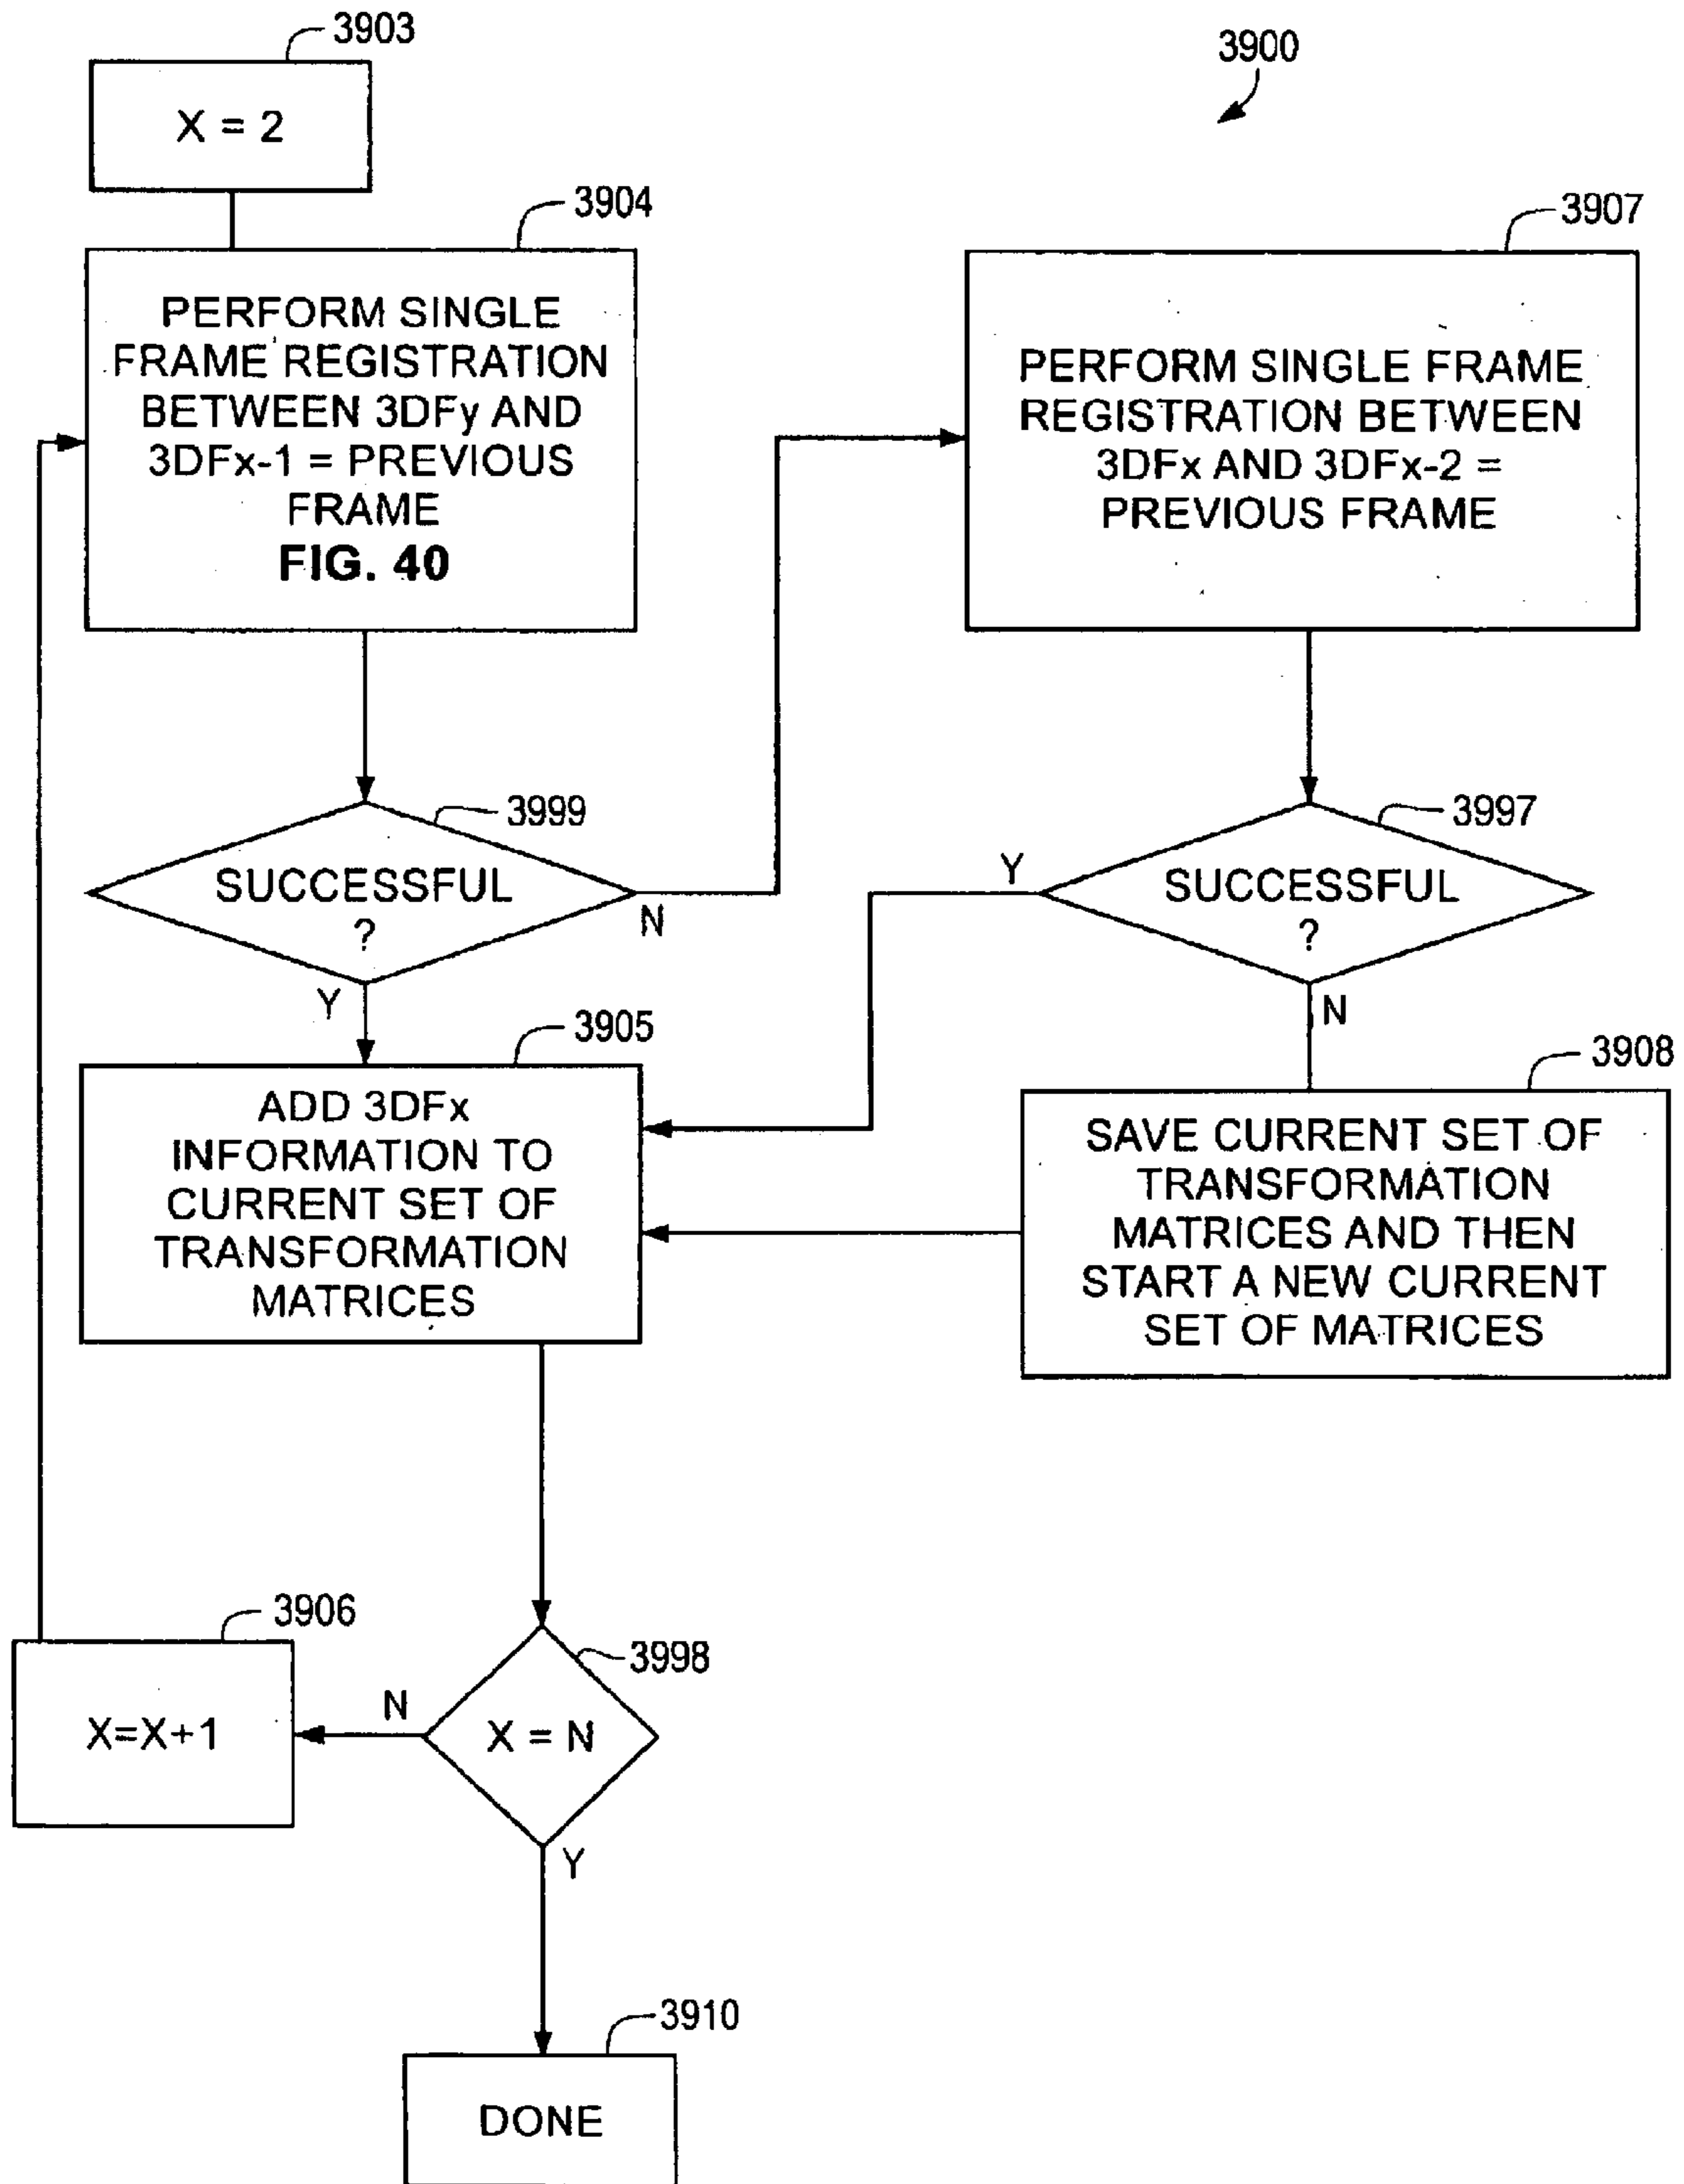 3903
3900
X = 2
3904
3907
PERFORM SINGLE
FRAME REGISTRATION
BETWEEN 3DFy AND
3DFx-1 = PREVIOUS
FRAME
FIG. 40
PERFORM SINGLE FRAME
REGISTRATION BETWEEN
3DFx AND 3DFx-2 =
PREVIOUS FRAME
3999
SUCCESSFUL
?
N
Y
3997
SUCCESSFUL
?
Y
N
3905
ADD 3DFx
INFORMATION TO
CURRENT SET OF
TRANSFORMATION
MATRICES
3908
SAVE CURRENT SET OF
TRANSFORMATION
MATRICES AND THEN
START A NEW CURRENT
SET OF MATRICES
3906
X=X+1
3998
N
X = N
Y
3910
DONE